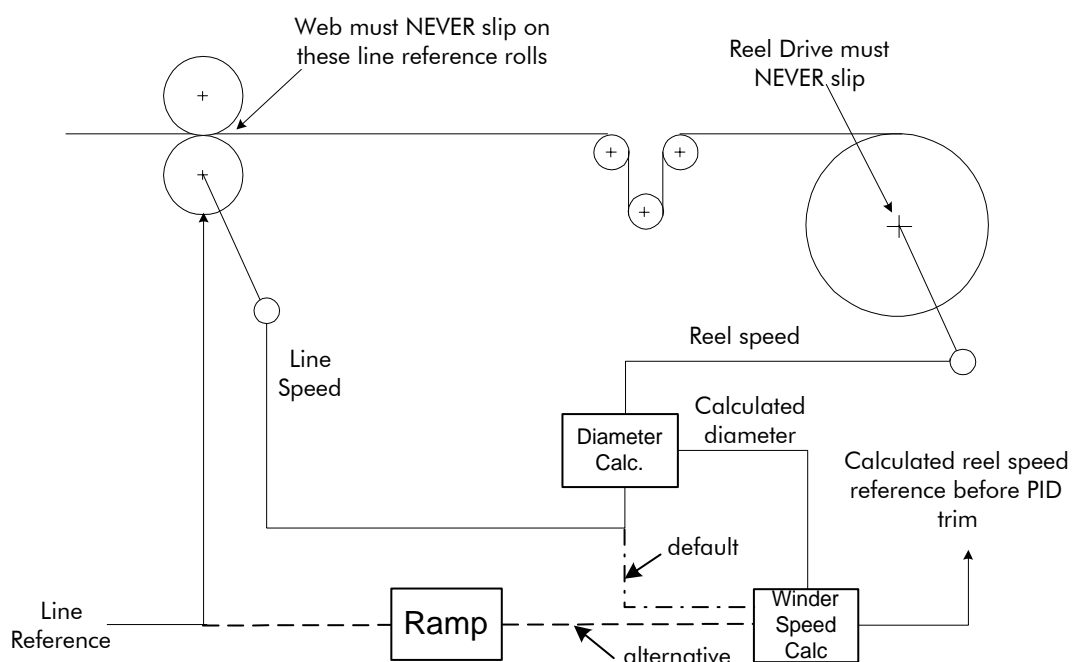 Web must NEVER slip on
these line reference rolls
Reel Drive must
NEVER slip
Line
Speed
Reel speed
Diameter
Calc.
Calculated
diameter
Calculated reel speed
reference before PID
trim
default
Line
Reference
Ramp
alternative
Winder
Speed
Calc